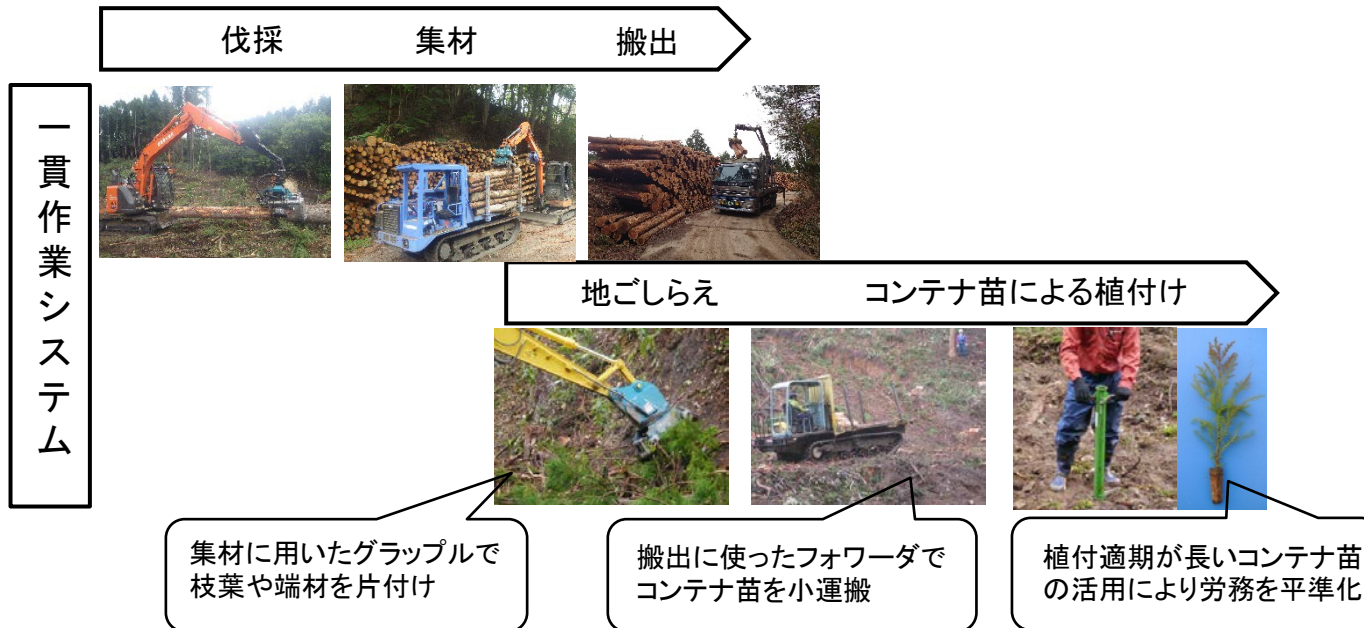 伐採 集材 搬出
一貫作業システム
地ごしらえ コンテナ苗による植付け
集材に用いたグラップルで
枝葉や端材を片付け
搬出に使ったフォワーダで
コンテナ苗を小運搬
植付適期が長いコンテナ苗
の活用により労務を平準化